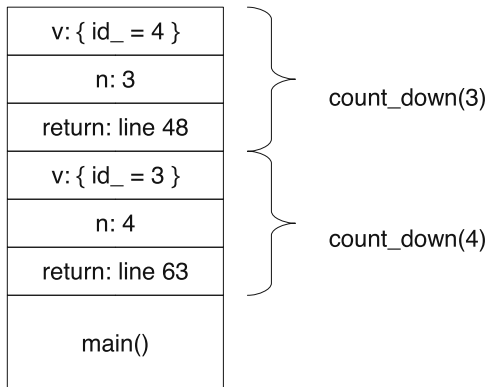 v: { id_ = 4 }
n: 3
return: line 48
count_down(3)
v: { id_ = 3 }
n: 4
return: line 63
count_down(4)
main()